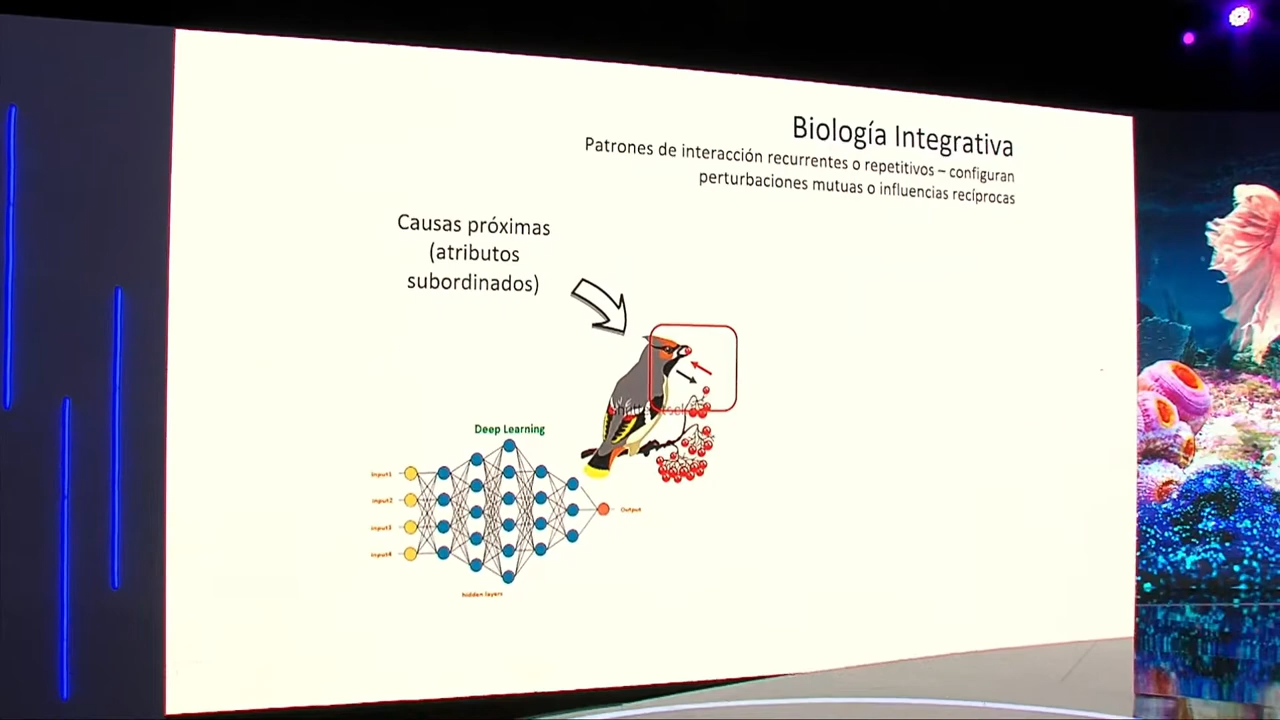 Biología Integrativa
Patrones de interacción recurrentes o repetitivos – configuran
perturbaciones mutuas o influencias recíprocas
Causas próximas
(atributos
subordinados)
Deep Learning
Input1
Input2
Input3
Input4
Output
hidden layers